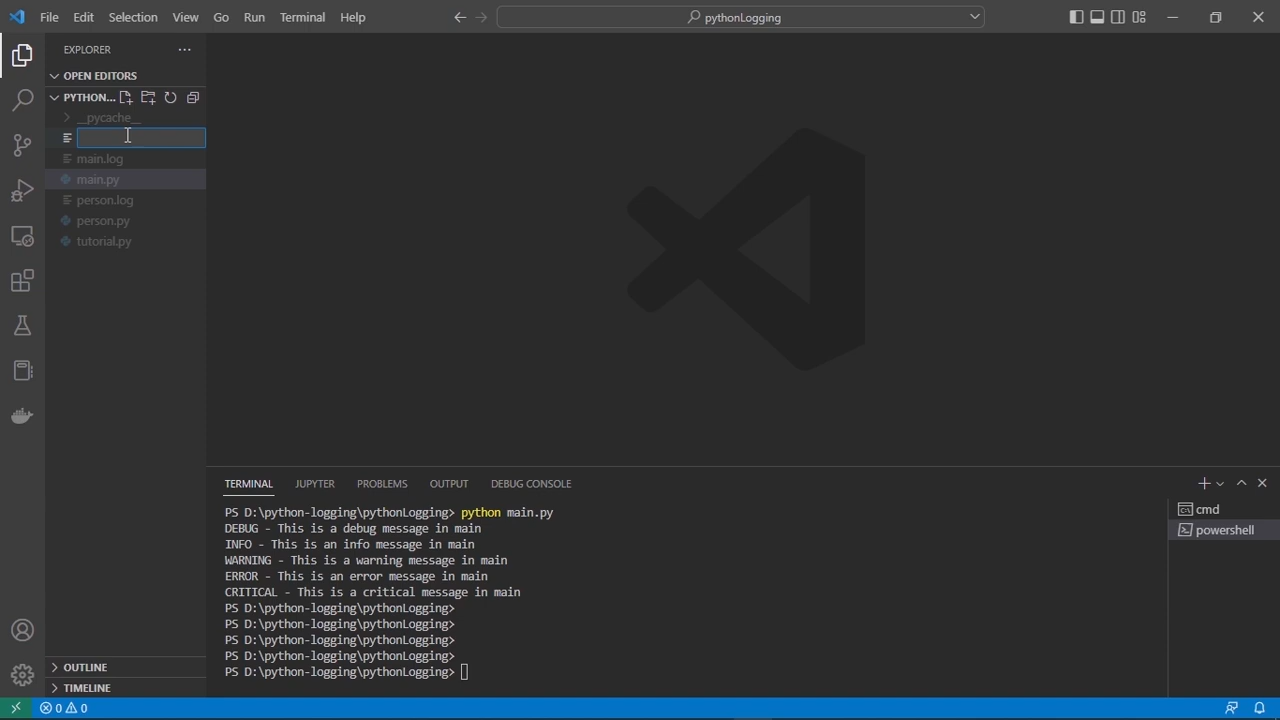 File Edit Selection View Go Run Terminal Help
pythonLogging
EXPLORER
OPEN EDITORS
PYTHON...
__pycache__
main.log
main.py
person.log
person.py
tutorial.py
OUTLINE
TIMELINE
TERMINAL JUPYTER PROBLEMS OUTPUT DEBUG CONSOLE
PS D:\python-logging\pythonLogging> python main.py
DEBUG - This is a debug message in main
INFO - This is an info message in main
WARNING - This is a warning message in main
ERROR - This is an error message in main
CRITICAL - This is a critical message in main
PS D:\python-logging\pythonLogging>
PS D:\python-logging\pythonLogging>
PS D:\python-logging\pythonLogging>
PS D:\python-logging\pythonLogging>
PS D:\python-logging\pythonLogging>
cmd
powershell
0 0